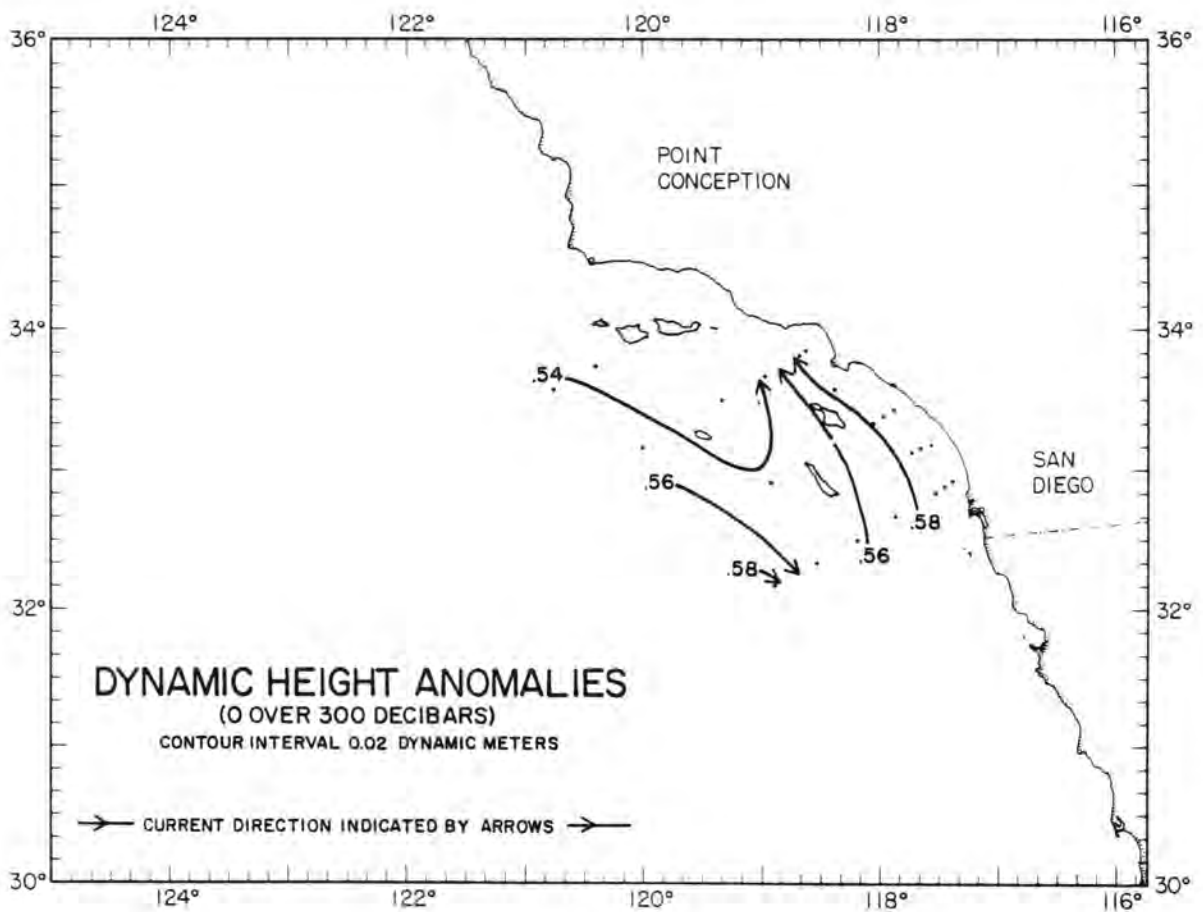 124° 122° 120° 118° 116°
36° 36°
POINT
CONCEPTION
34° 34°
.54
SAN
DIEGO
.56
.58
.58 .56
32° 32°
DYNAMIC HEIGHT ANOMALIES
(0 OVER 300 DECIBARS)
CONTOUR INTERVAL 0.02 DYNAMIC METERS
CURRENT DIRECTION INDICATED BY ARROWS
30° 30°
124° 122° 120° 118° 116°